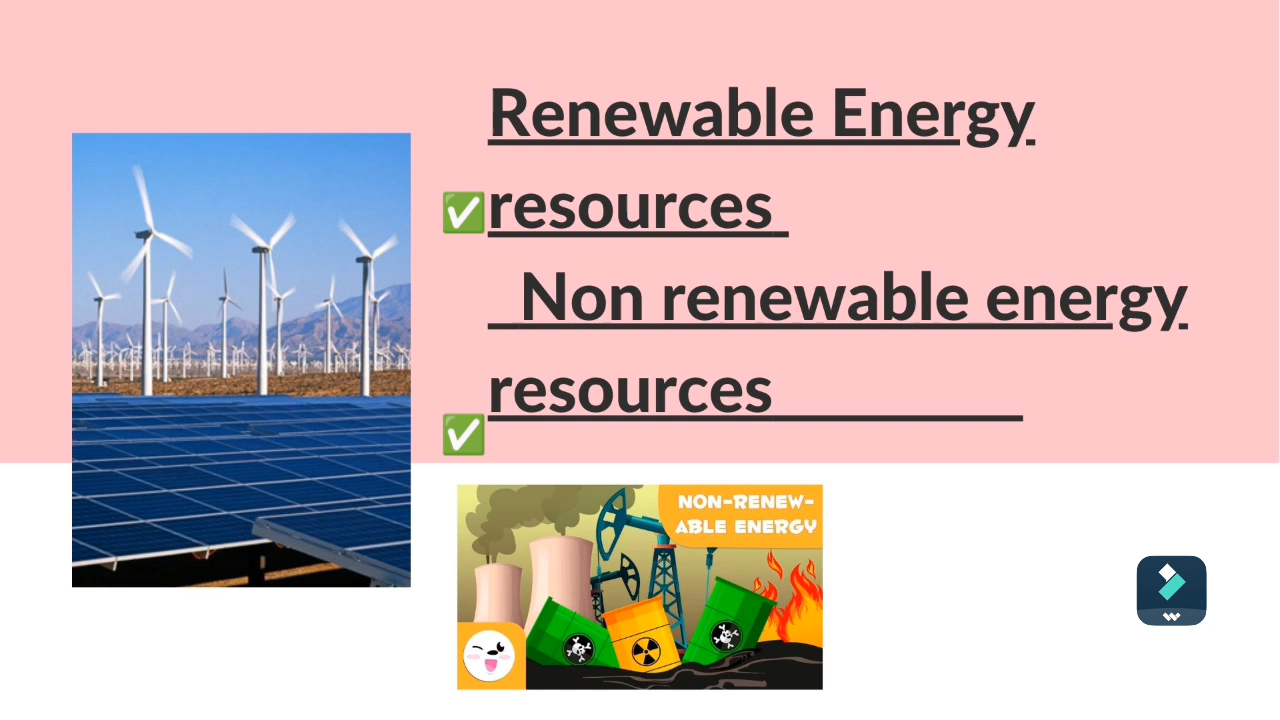 Renewable Energy
✅resources
Non renewable energy
resources
✅
NON-RENEW-
ABLE ENERGY